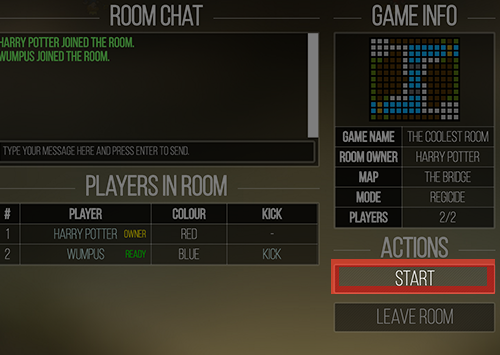 ROOM CHAT
HARRY POTTER JOINED THE ROOM.
WUMPUS JOINED THE ROOM.
TYPE YOUR MESSAGE HERE AND PRESS ENTER TO SEND.
PLAYERS IN ROOM
# PLAYER COLOUR KICK
1 HARRY POTTER OWNER RED -
2 WUMPUS READY BLUE KICK
GAME INFO
GAME NAME THE COOLEST ROOM
ROOM OWNER HARRY POTTER
MAP THE BRIDGE
MODE REGICIDE
PLAYERS 2/2
ACTIONS
START
LEAVE ROOM